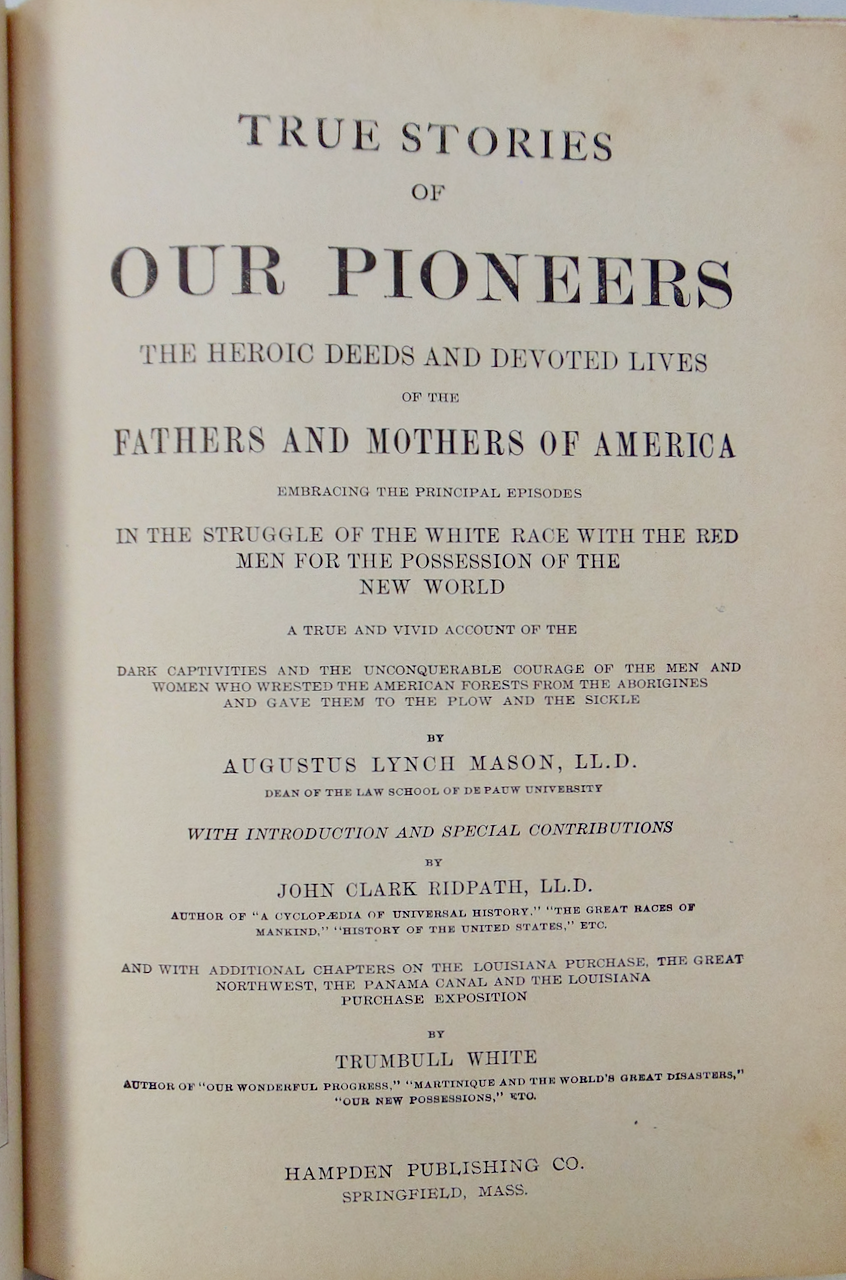 TRUE STORIES
OF
OUR PIONEERS
THE HEROIC DEEDS AND DEVOTED LIVES
OF THE
FATHERS AND MOTHERS OF AMERICA
EMBRACING THE PRINCIPAL EPISODES
IN THE STRUGGLE OF THE WHITE RACE WITH THE RED
MEN FOR THE POSSESSION OF THE
NEW WORLD
A TRUE AND VIVID ACCOUNT OF THE
DARK CAPTIVITIES AND THE UNCONQUERABLE COURAGE OF THE MEN AND
WOMEN WHO WRESTED THE AMERICAN FORESTS FROM THE ABORIGINES
AND GAVE THEM TO THE PLOW AND THE SICKLE
BY
AUGUSTUS LYNCH MASON, LL.D.
DEAN OF THE LAW SCHOOL OF DE PAUW UNIVERSITY
WITH INTRODUCTION AND SPECIAL CONTRIBUTIONS
BY
JOHN CLARK RIDPATH, LL.D.
AUTHOR OF "A CYCLOPÆDIA OF UNIVERSAL HISTORY," "THE GREAT RACES OF
MANKIND," "HISTORY OF THE UNITED STATES," ETC.
AND WITH ADDITIONAL CHAPTERS ON THE LOUISIANA PURCHASE, THE GREAT
NORTHWEST, THE PANAMA CANAL AND THE LOUISIANA
PURCHASE EXPOSITION
BY
TRUMBULL WHITE
AUTHOR OF "OUR WONDERFUL PROGRESS," "MARTINIQUE AND THE WORLD'S GREAT DISASTERS,"
"OUR NEW POSSESSIONS," ETC.
HAMPDEN PUBLISHING CO.
SPRINGFIELD, MASS.